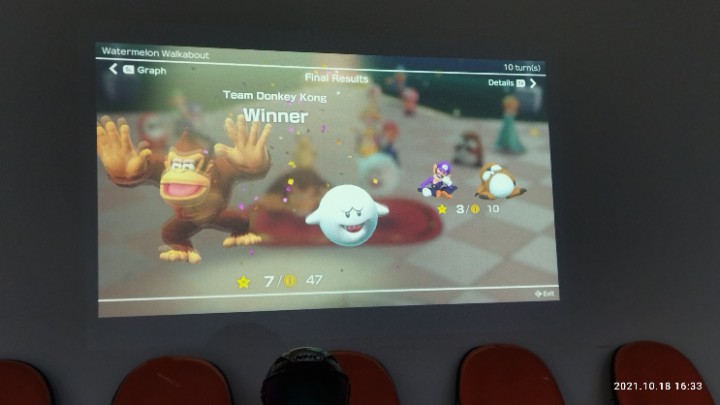 Watermelon Walkabout
10 turn(s)
Graph
Final Results
Details
Team Donkey Kong
Winner
3/ 10
7/ 47
Exit
2021.10.18 16:33